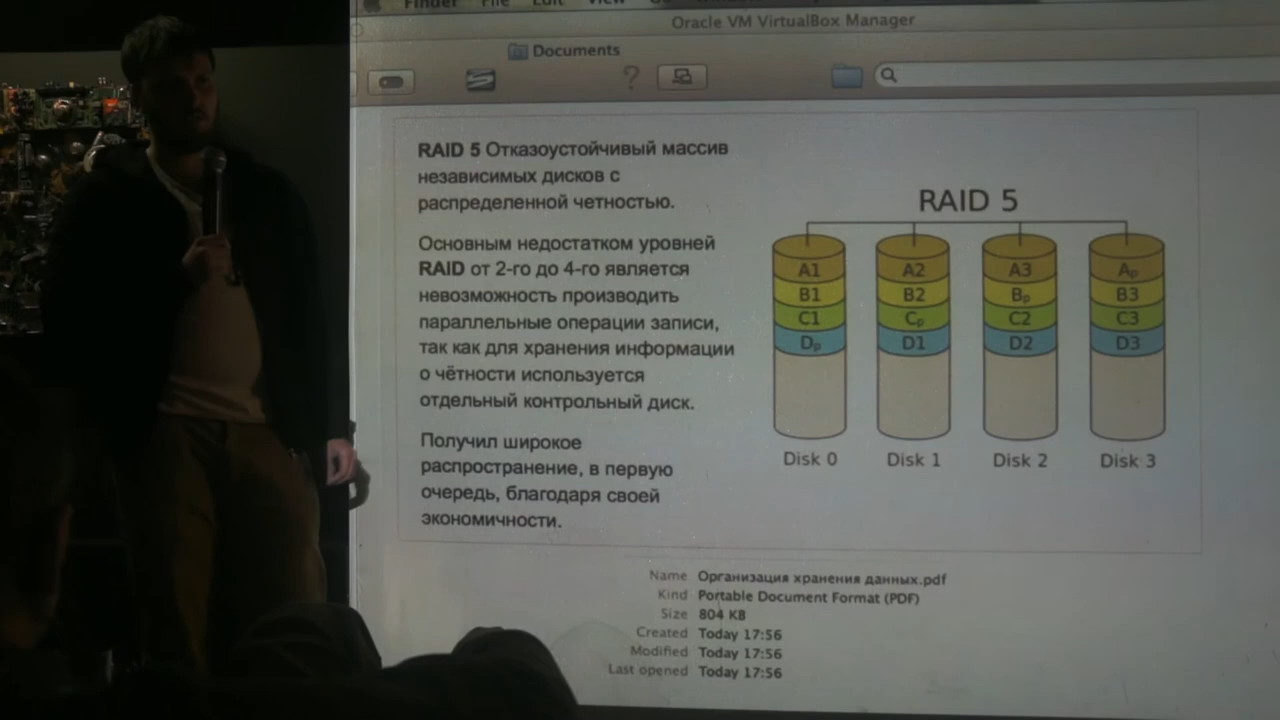 Finder File Edit View
Oracle VM VirtualBox Manager
Documents
RAID 5 Отказоустойчивый массив
независимых дисков с
распределенной четностью.
Основным недостатком уровней
RAID от 2-го до 4-го является
невозможность производить
параллельные операции записи,
так как для хранения информации
о чётности используется
отдельный контрольный диск.
Получил широкое
распространение, в первую
очередь, благодаря своей
экономичности.
RAID 5
A1 A2 A3 Ap
B1 B2 Bp B3
C1 Cp C2 C3
Dp D1 D2 D3
Disk 0 Disk 1 Disk 2 Disk 3
Name Организация хранения данных.pdf
Kind Portable Document Format (PDF)
Size 804 KB
Created Today 17:56
Modified Today 17:56
Last opened Today 17:56